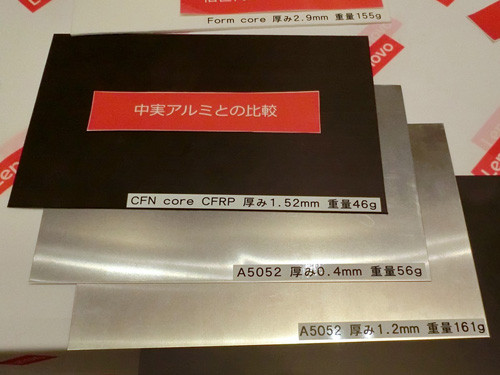 Form core 厚み2.9mm 重量155g
中実アルミとの比較
CFN core CFRP 厚み1.52mm 重量46g
A5052 厚み0.4mm 重量56g
A5052 厚み1.2mm 重量161g